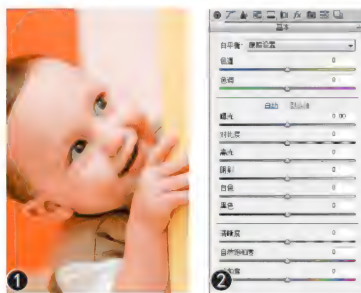 基本
白平衡: 原照设置
色温 0
色调 0
自动 默认值
曝光 0.00
对比度 0
高光 0
阴影 0
白色 0
黑色 0
清晰度 0
自然饱和度 0
饱和度 0
1
2